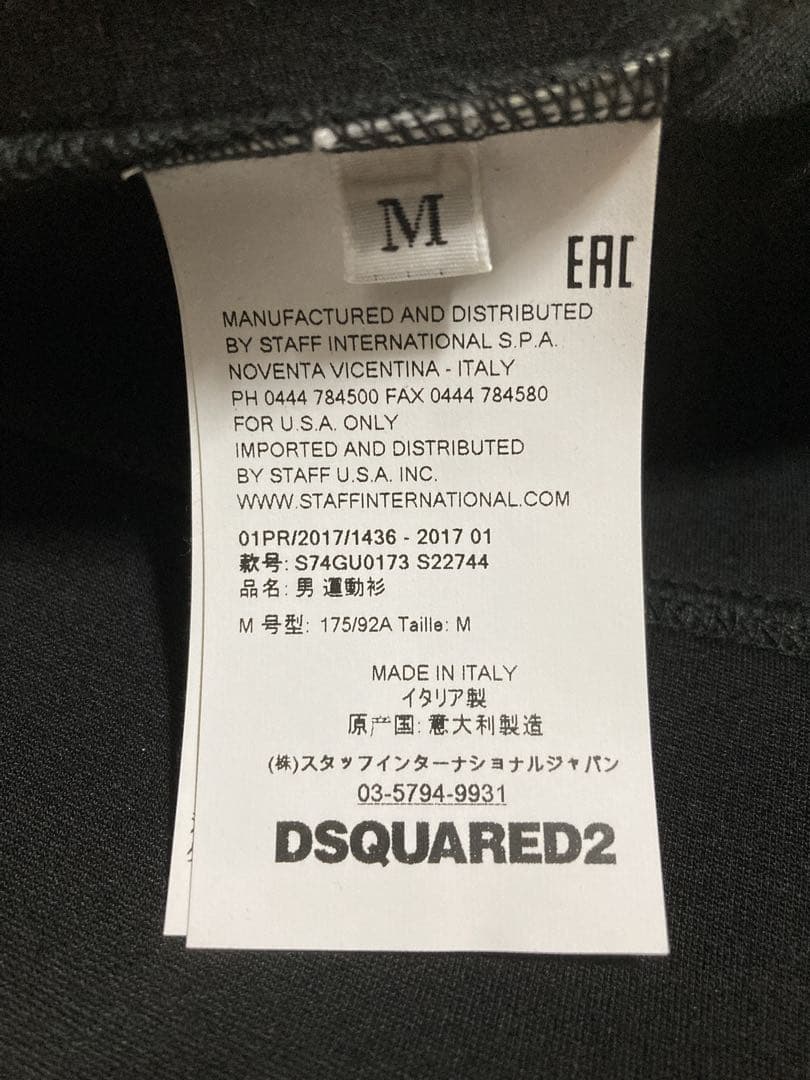 M
EAC
MANUFACTURED AND DISTRIBUTED
BY STAFF INTERNATIONAL S.P.A.
NOVENTA VICENTINA - ITALY
PH 0444 784500 FAX 0444 784580
FOR U.S.A. ONLY
IMPORTED AND DISTRIBUTED
BY STAFF U.S.A. INC.
WWW.STAFFINTERNATIONAL.COM
01PR/2017/1436 - 2017 01
款号: S74GU0173 S22744
品名: 男 運動衫
M 号型: 175/92A Taille: M
MADE IN ITALY
イタリア製
原产国: 意大利製造
(株)スタッフインターナショナルジャパン
03-5794-9931
DSQUARED2